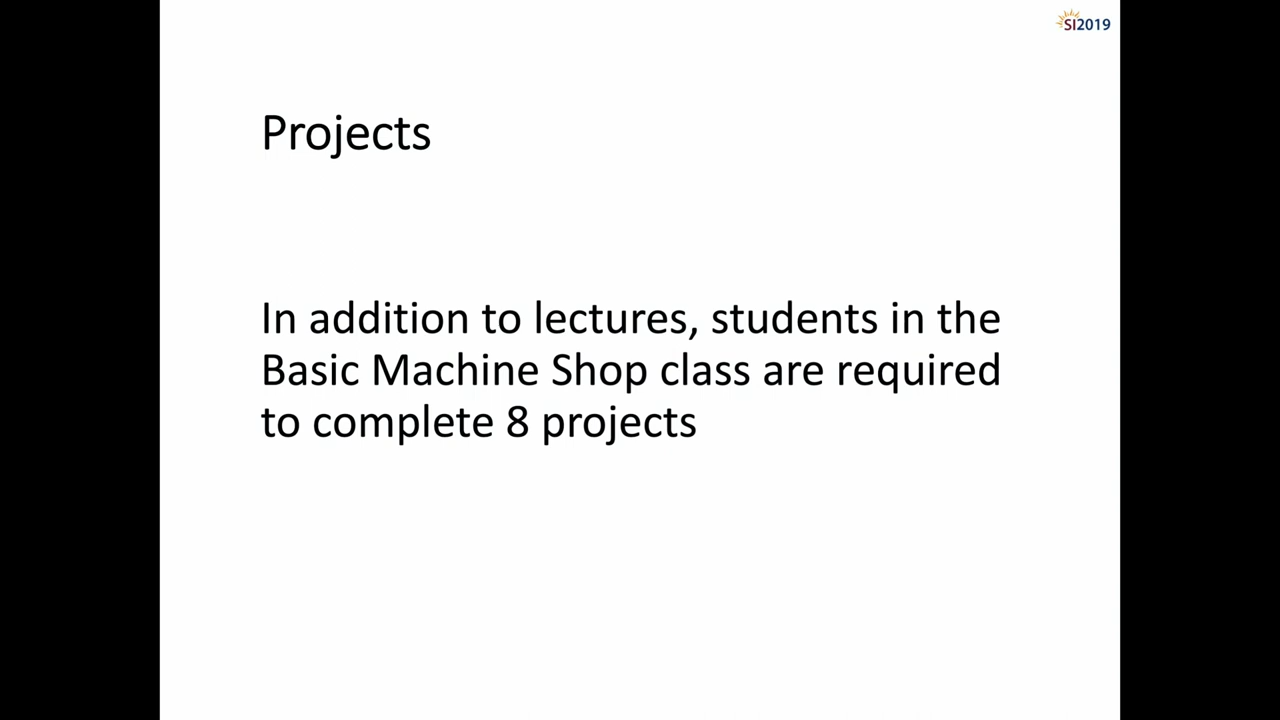 SI2019
Projects
In addition to lectures, students in the
Basic Machine Shop class are required
to complete 8 projects